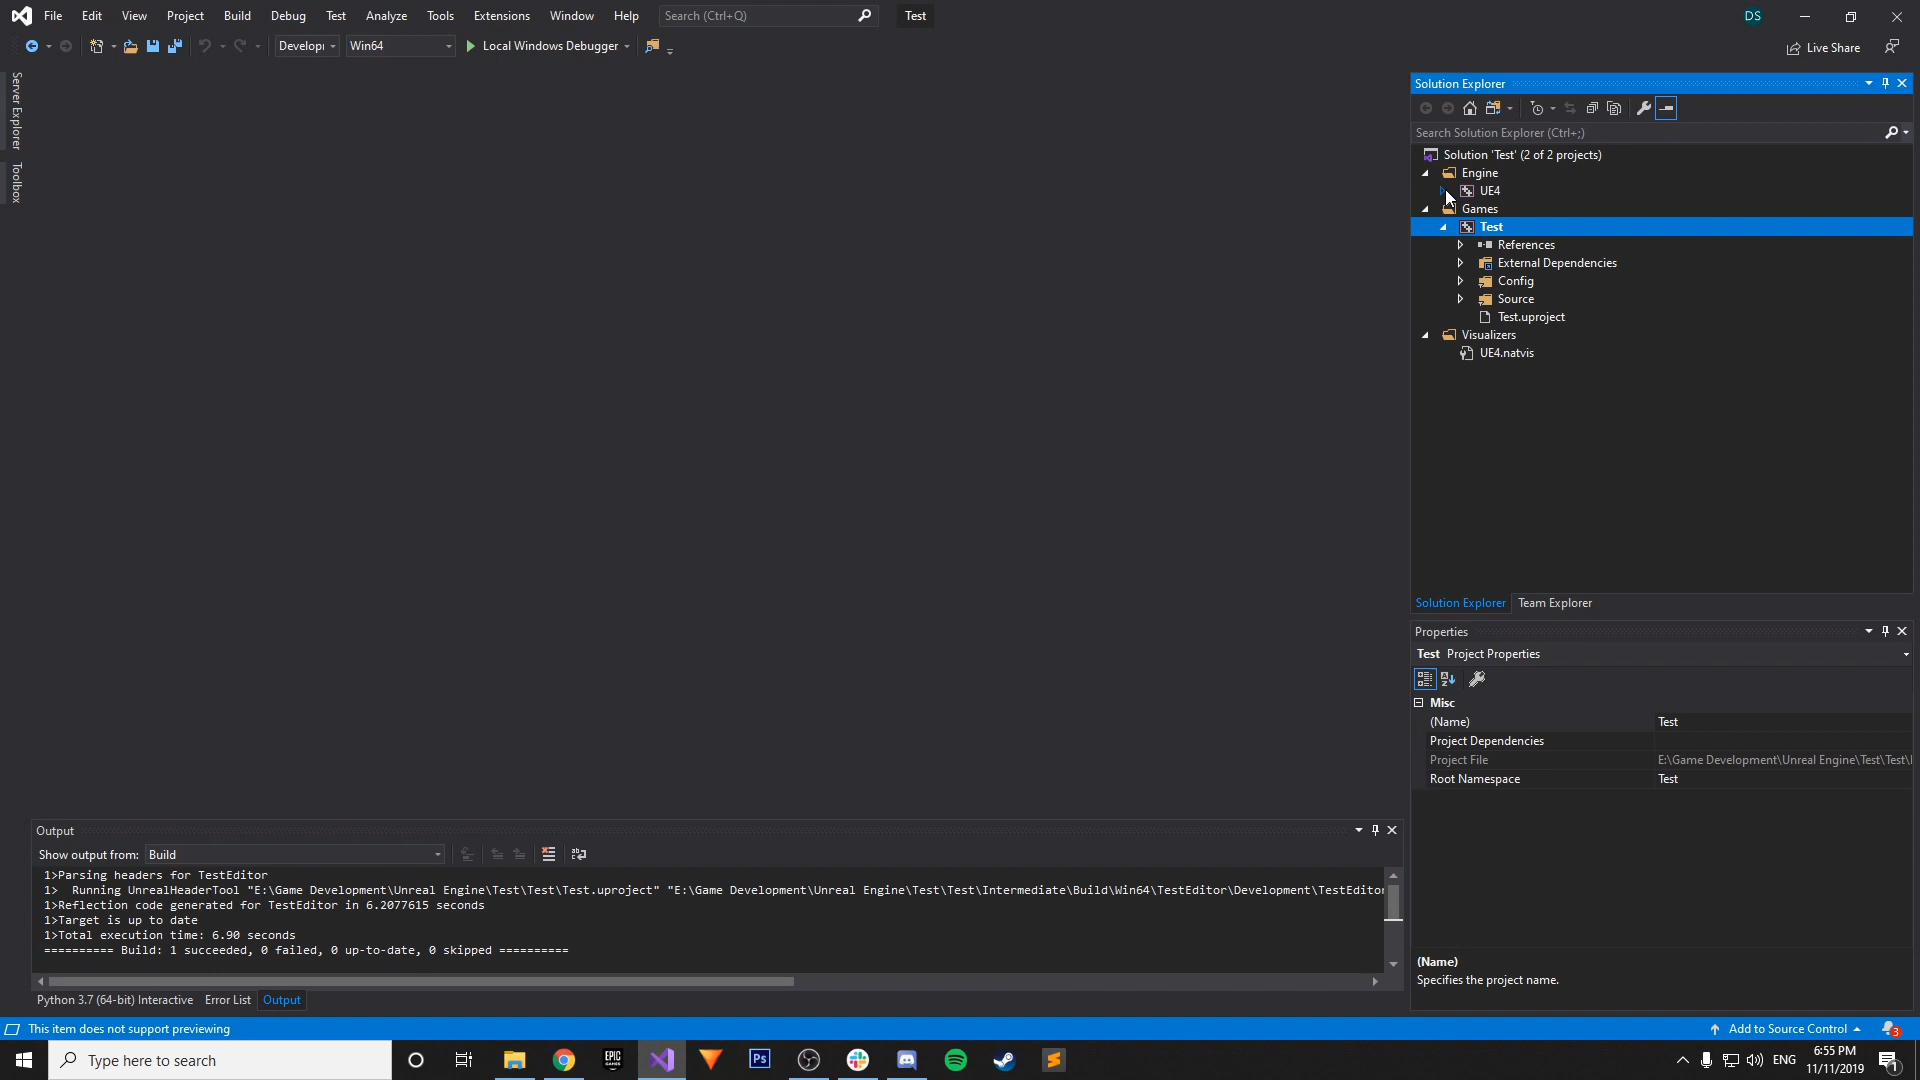 File Edit View Project Build Debug Test Analyze Tools Extensions Window Help Search (Ctrl+Q) Test DS
Develop Win64 Local Windows Debugger Live Share
Server Explorer
Toolbox
Solution Explorer
Search Solution Explorer (Ctrl+;)
Solution 'Test' (2 of 2 projects)
Engine
UE4
Games
Test
References
External Dependencies
Config
Source
Test.uproject
Visualizers
UE4.natvis
Solution Explorer Team Explorer
Properties
Test Project Properties
Misc
(Name) Test
Project Dependencies
Project File E:\Game Development\Unreal Engine\Test\Test\
Root Namespace Test
(Name)
Specifies the project name.
Output
Show output from: Build
1>Parsing headers for TestEditor
1> Running UnrealHeaderTool "E:\Game Development\Unreal Engine\Test\Test\Test.uproject" "E:\Game Development\Unreal Engine\Test\Test\Intermediate\Build\Win64\TestEditor\Development\TestEditor
1>Reflection code generated for TestEditor in 6.2077615 seconds
1>Target is up to date
1>Total execution time: 6.90 seconds
========== Build: 1 succeeded, 0 failed, 0 up-to-date, 0 skipped ==========
Python 3.7 (64-bit) Interactive Error List Output
This item does not support previewing Add to Source Control 3
Type here to search EPIC GAMES Ps ENG 6:55 PM
11/11/2019 1